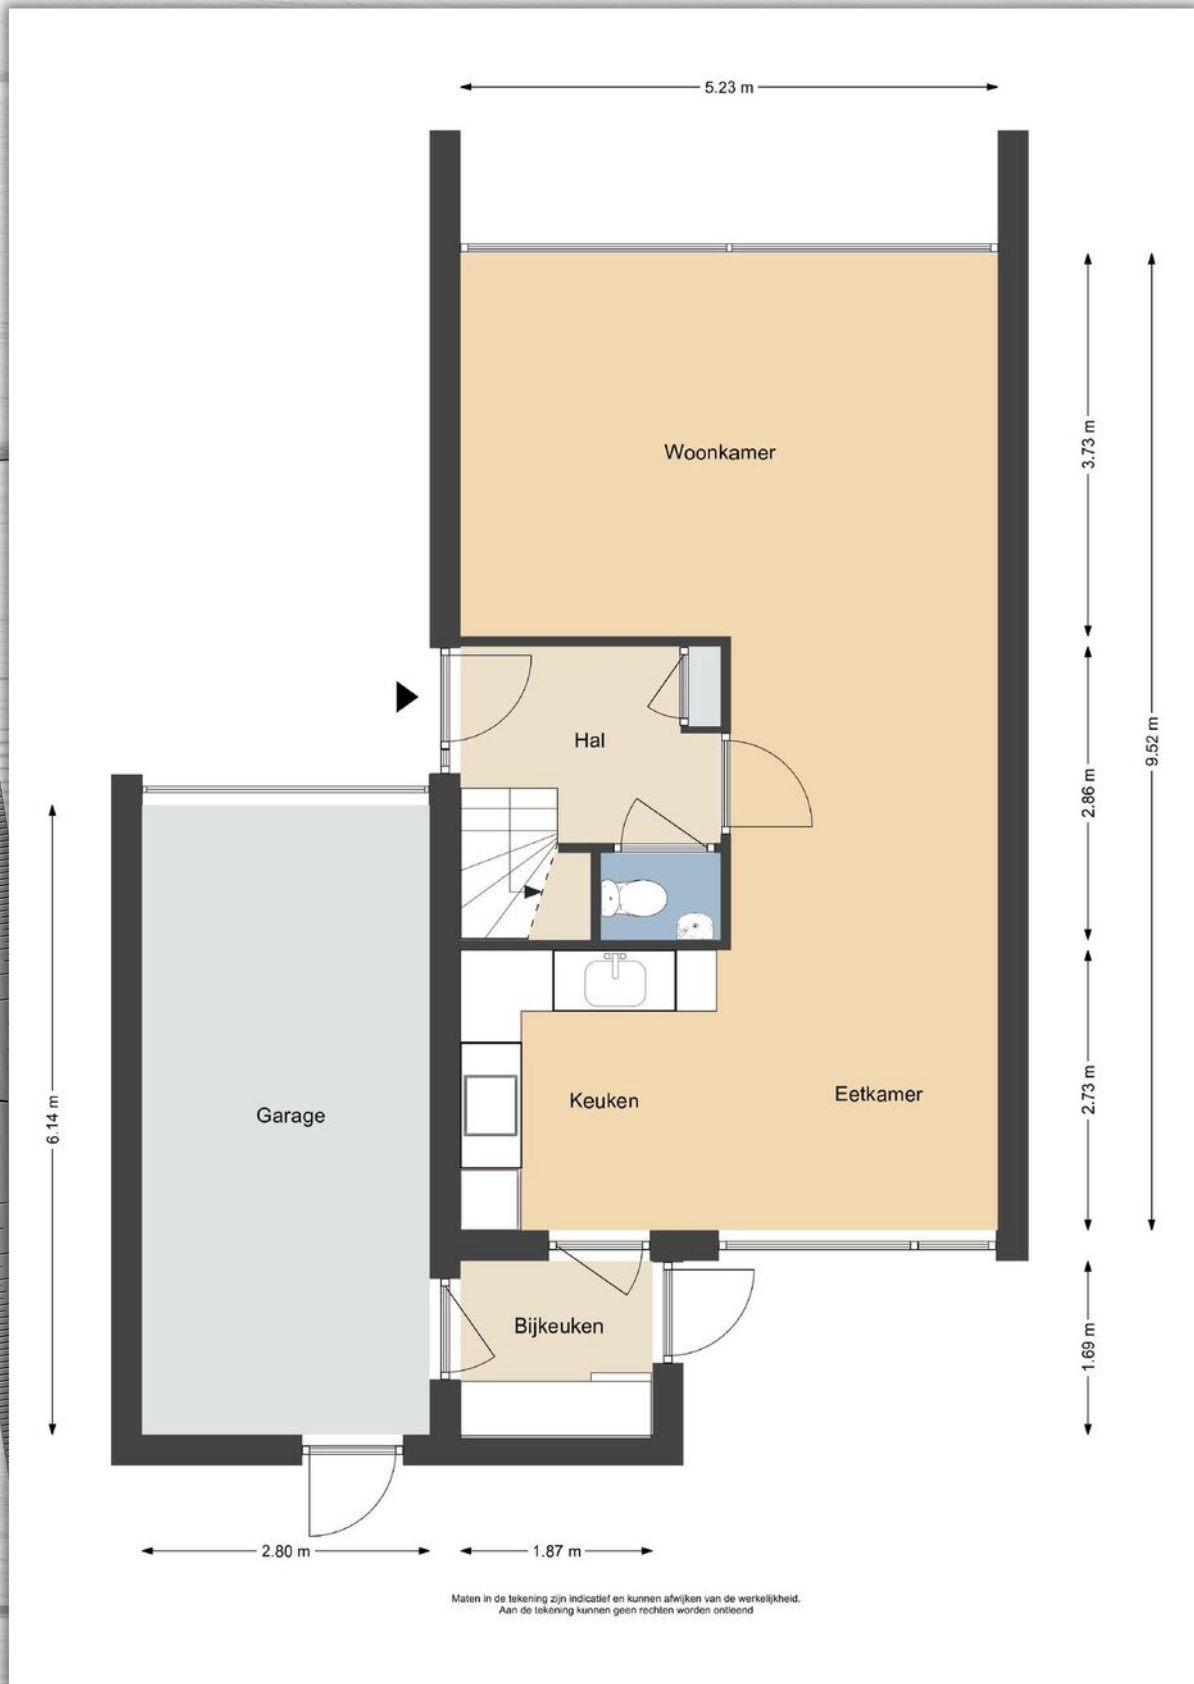 5.23 m
Woonkamer
3.73 m
Hal
9.52 m
2.86 m
Garage
Keuken
Eetkamer
6.14 m
2.73 m
Bijkeuken
1.69 m
2.80 m
1.87 m
Maten in de tekening zijn indicatief en kunnen afwijken van de werkelijkheid.
Aan de tekening kunnen geen rechten worden ontleend